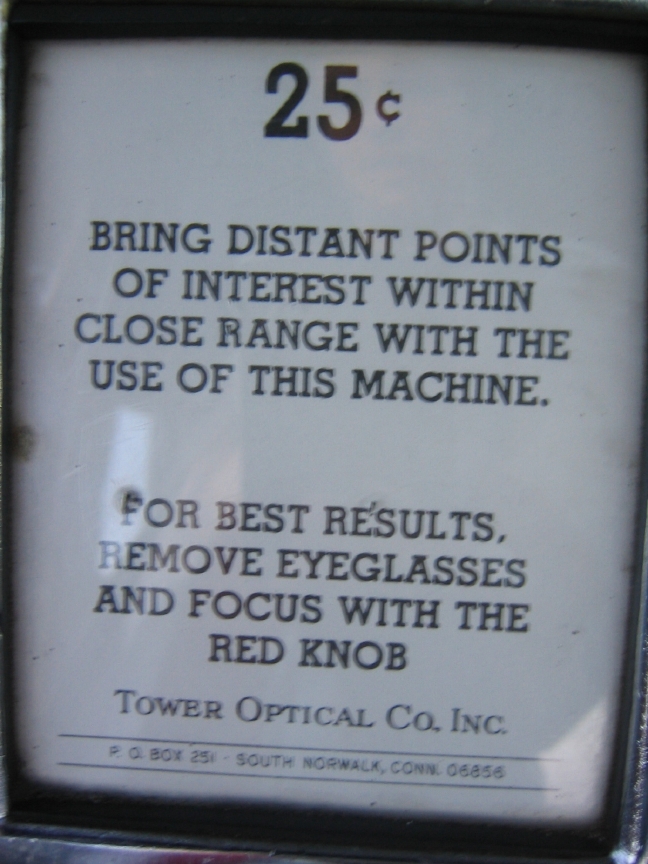 25¢
BRING DISTANT POINTS
OF INTEREST WITHIN
CLOSE RANGE WITH THE
USE OF THIS MACHINE.
FOR BEST RESULTS,
REMOVE EYEGLASSES
AND FOCUS WITH THE
RED KNOB
TOWER OPTICAL CO. INC.
P. O. BOX 251 - SOUTH NORWALK, CONN. 06856